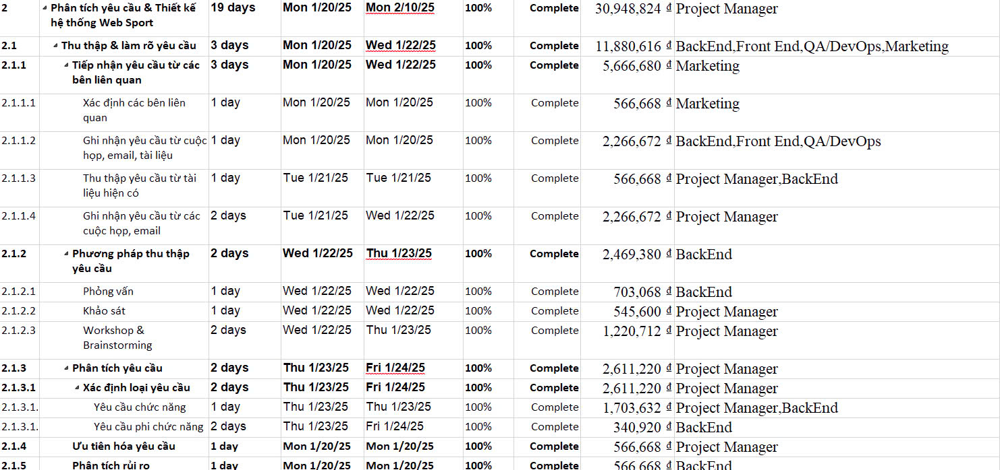 2 Phân tích yêu cầu & Thiết kế 19 days Mon 1/20/25 Mon 2/10/25 100% Complete 30,948,824 ₫ Project Manager
hệ thống Web Sport
2.1 Thu thập & làm rõ yêu cầu 3 days Mon 1/20/25 Wed 1/22/25 100% Complete 11,880,616 ₫ BackEnd,Front End,QA/DevOps,Marketing
2.1.1 Tiếp nhận yêu cầu từ các 3 days Mon 1/20/25 Wed 1/22/25 100% Complete 5,666,680 ₫ Marketing
bên liên quan
2.1.1.1 Xác định các bên liên 1 day Mon 1/20/25 Mon 1/20/25 100% Complete 566,668 ₫ Marketing
quan
2.1.1.2 Ghi nhận yêu cầu từ cuộc 1 day Mon 1/20/25 Mon 1/20/25 100% Complete 2,266,672 ₫ BackEnd,Front End,QA/DevOps
họp, email, tài liệu
2.1.1.3 Thu thập yêu cầu từ tài 1 day Tue 1/21/25 Tue 1/21/25 100% Complete 566,668 ₫ Project Manager,BackEnd
liệu hiện có
2.1.1.4 Ghi nhận yêu cầu từ các 2 days Tue 1/21/25 Wed 1/22/25 100% Complete 2,266,672 ₫ Project Manager
cuộc họp, email
2.1.2 Phương pháp thu thập 2 days Wed 1/22/25 Thu 1/23/25 100% Complete 2,469,380 ₫ BackEnd
yêu cầu
2.1.2.1 Phỏng vấn 1 day Wed 1/22/25 Wed 1/22/25 100% Complete 703,068 ₫ BackEnd
2.1.2.2 Khảo sát 1 day Wed 1/22/25 Wed 1/22/25 100% Complete 545,600 ₫ Project Manager
2.1.2.3 Workshop & 2 days Wed 1/22/25 Thu 1/23/25 100% Complete 1,220,712 ₫ Project Manager
Brainstorming
2.1.3 Phân tích yêu cầu 2 days Thu 1/23/25 Fri 1/24/25 100% Complete 2,611,220 ₫ Project Manager
2.1.3.1 Xác định loại yêu cầu 2 days Thu 1/23/25 Fri 1/24/25 100% Complete 2,611,220 ₫ Project Manager
2.1.3.1. Yêu cầu chức năng 1 day Thu 1/23/25 Thu 1/23/25 100% Complete 1,703,632 ₫ Project Manager,BackEnd
2.1.3.1. Yêu cầu phi chức năng 2 days Thu 1/23/25 Fri 1/24/25 100% Complete 340,920 ₫ BackEnd
2.1.4 Ưu tiên hóa yêu cầu 1 day Mon 1/20/25 Mon 1/20/25 100% Complete 566,668 ₫ Project Manager
2.1.5 Phân tích rủi ro 1 day Mon 1/20/25 Mon 1/20/25 100% Complete 566,668 ₫ BackEnd